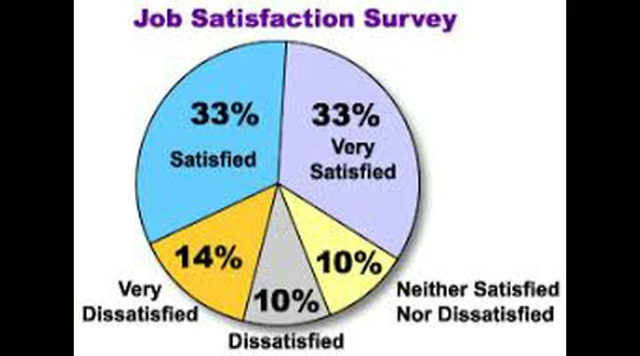 Job Satisfaction Survey
33%
Satisfied
33%
Very
Satisfied
14%
Very
Dissatisfied
10%
Dissatisfied
10%
Neither Satisfied
Nor Dissatisfied